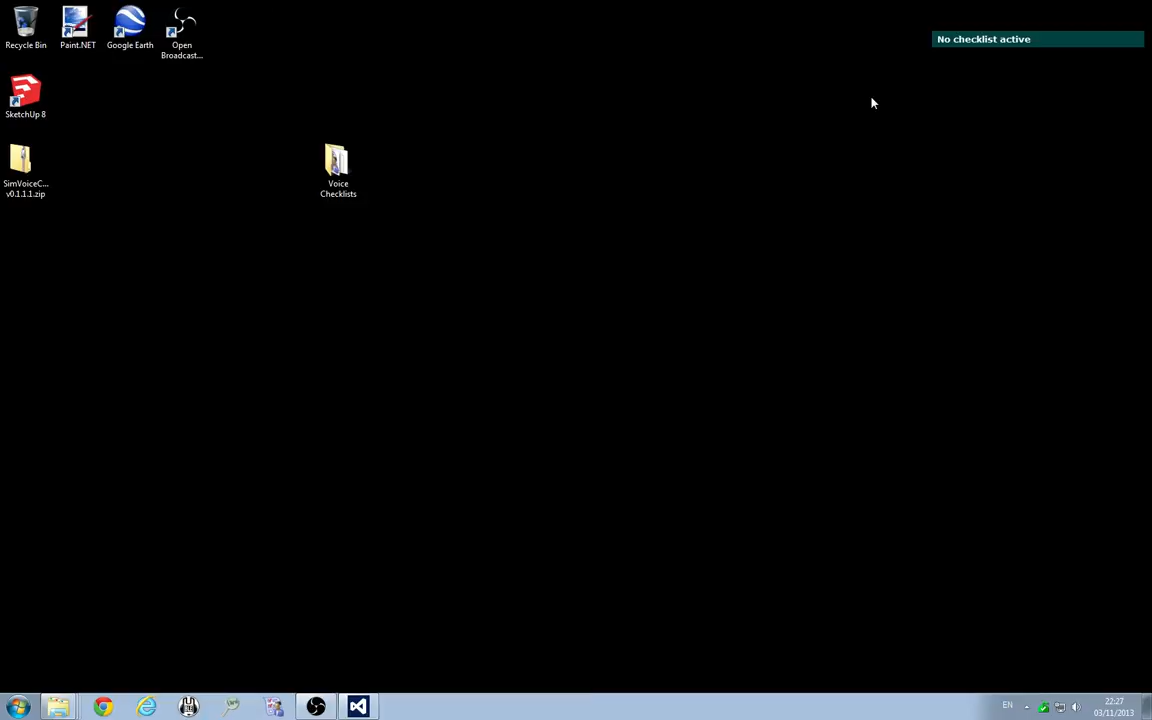 Recycle Bin
Paint.NET
Google Earth
Open
Broadcast...
No checklist active
SketchUp 8
SimVoiceC...
v0.1.1.1.zip
Voice
Checklists
EN
22:27
03/11/2013